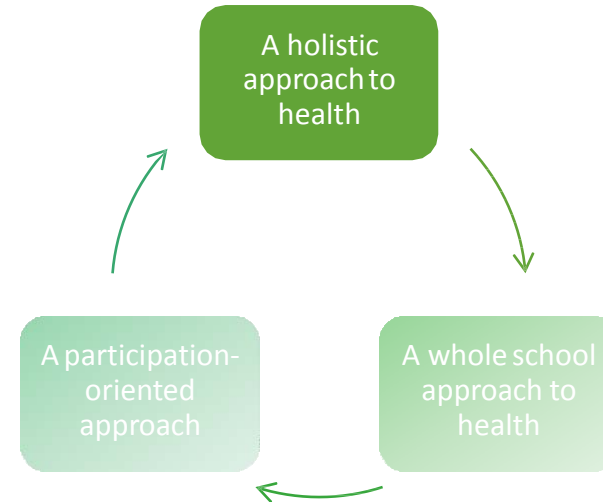 A holistic
approach to
health
A participation-
oriented
approach
A whole school
approach to
health